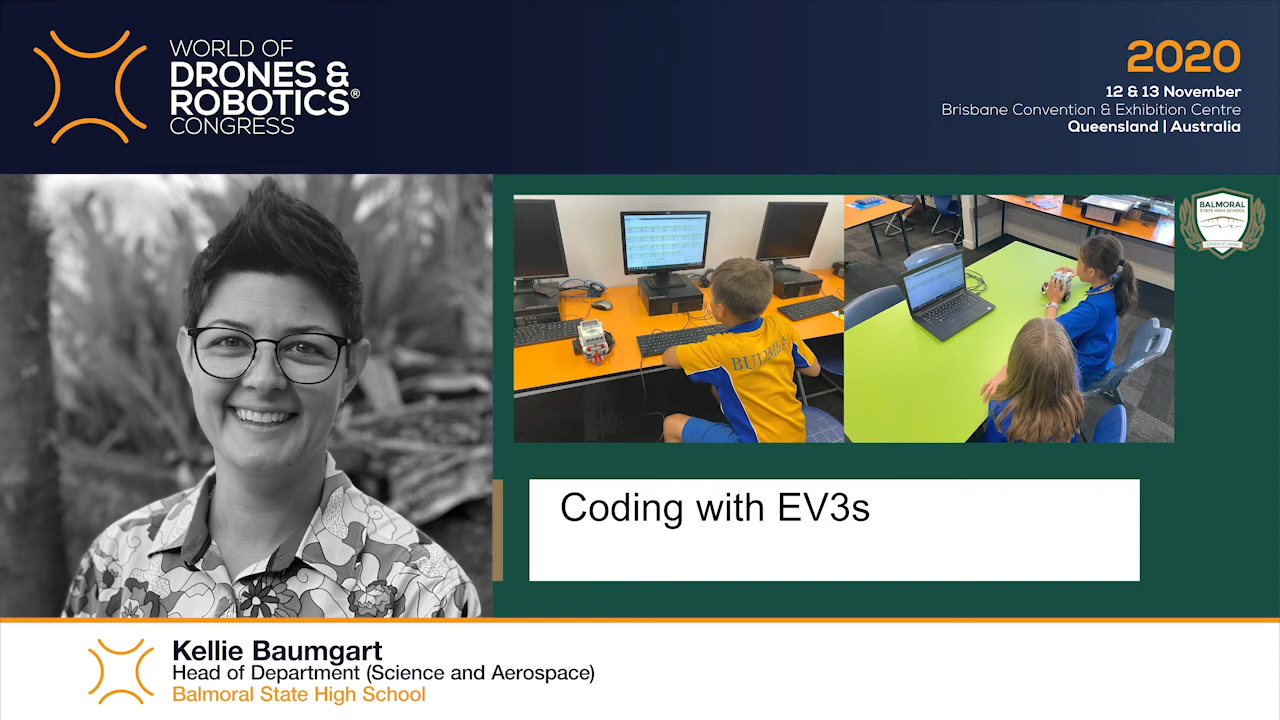 WORLD OF
DRONES &
ROBOTICS®
CONGRESS
2020
12 & 13 November
Brisbane Convention & Exhibition Centre
Queensland | Australia
BALMORAL
STATE HIGH SCHOOL
Coding with EV3s
Kellie Baumgart
Head of Department (Science and Aerospace)
Balmoral State High School